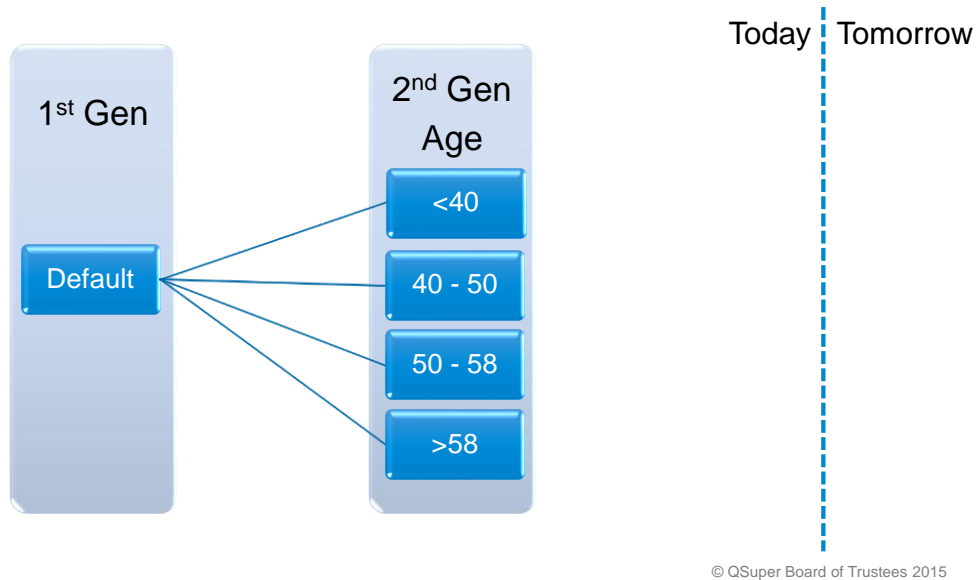 Today
Tomorrow
1st Gen
Default
2nd Gen
Age
<40
40 - 50
50 - 58
>58
© QSuper Board of Trustees 2015